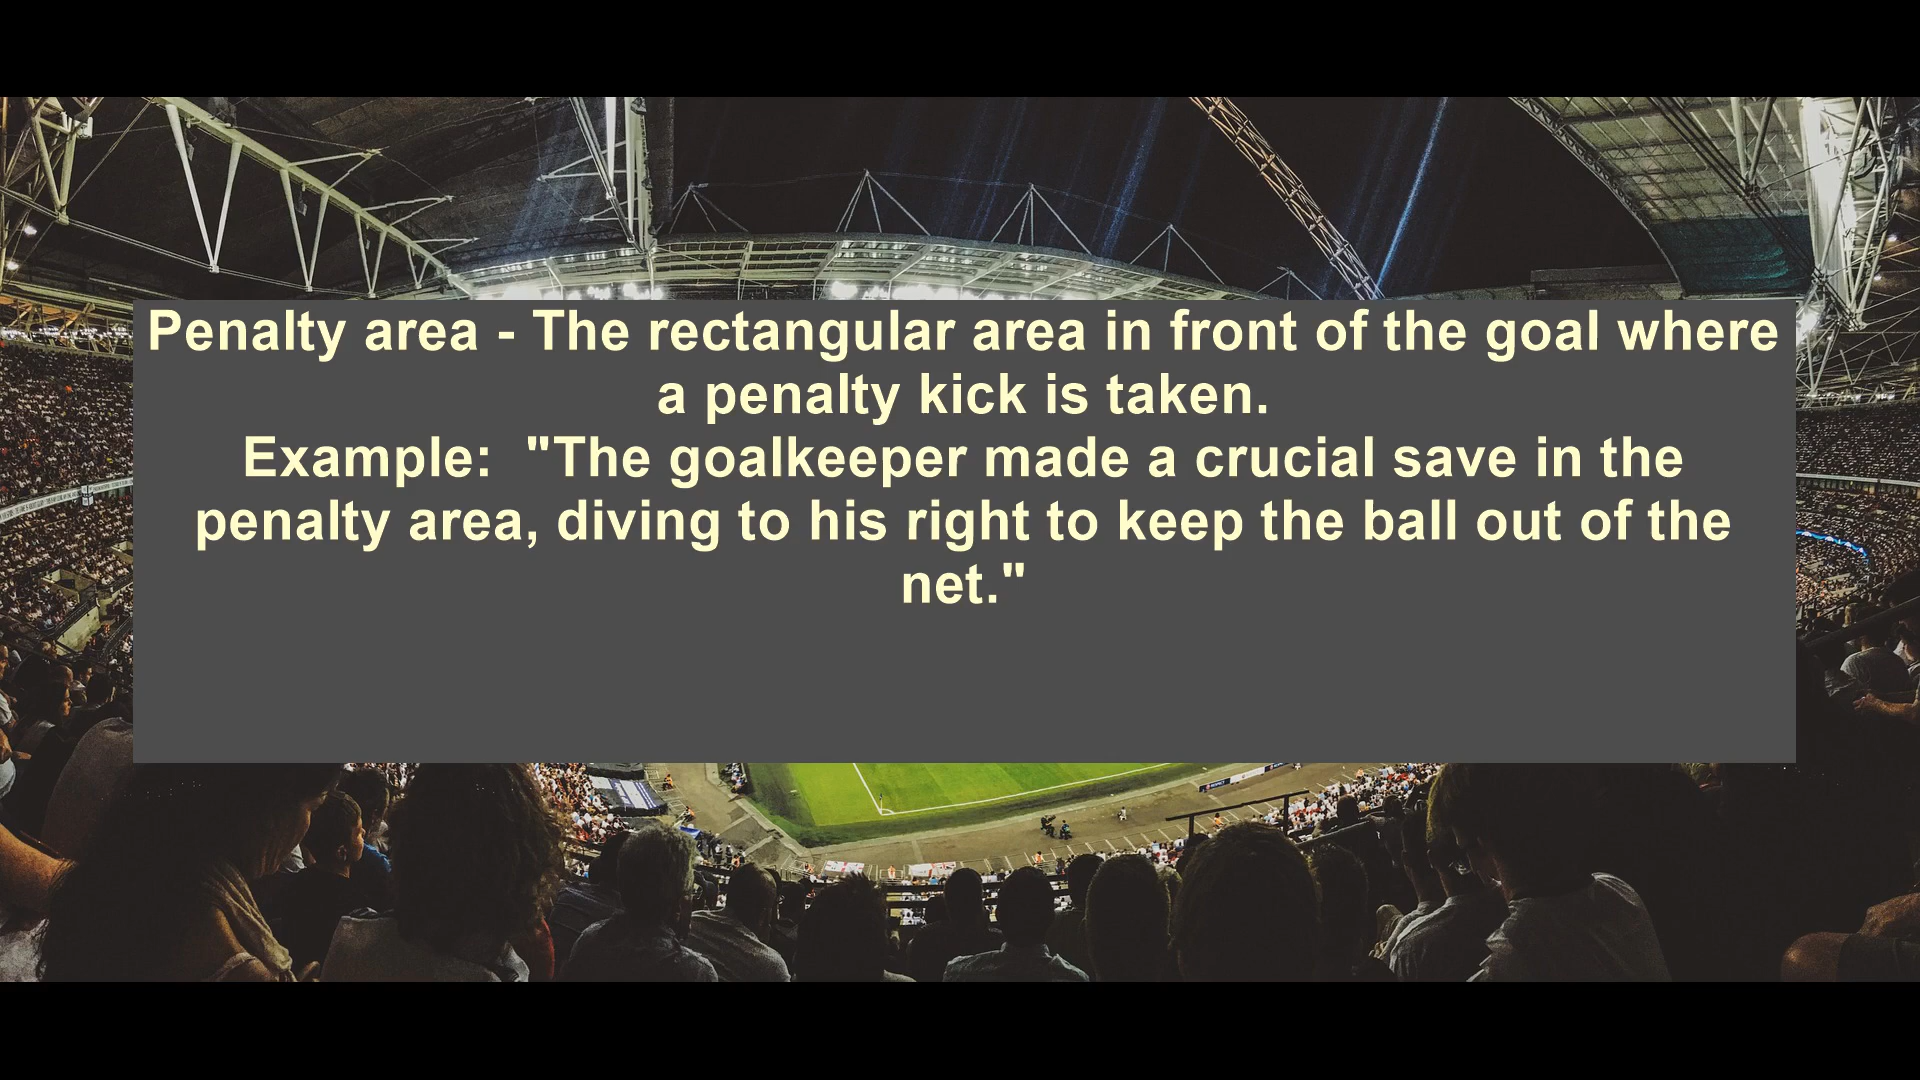 Penalty area - The rectangular area in front of the goal where
a penalty kick is taken.
Example:  "The goalkeeper made a crucial save in the
penalty area, diving to his right to keep the ball out of the
net."